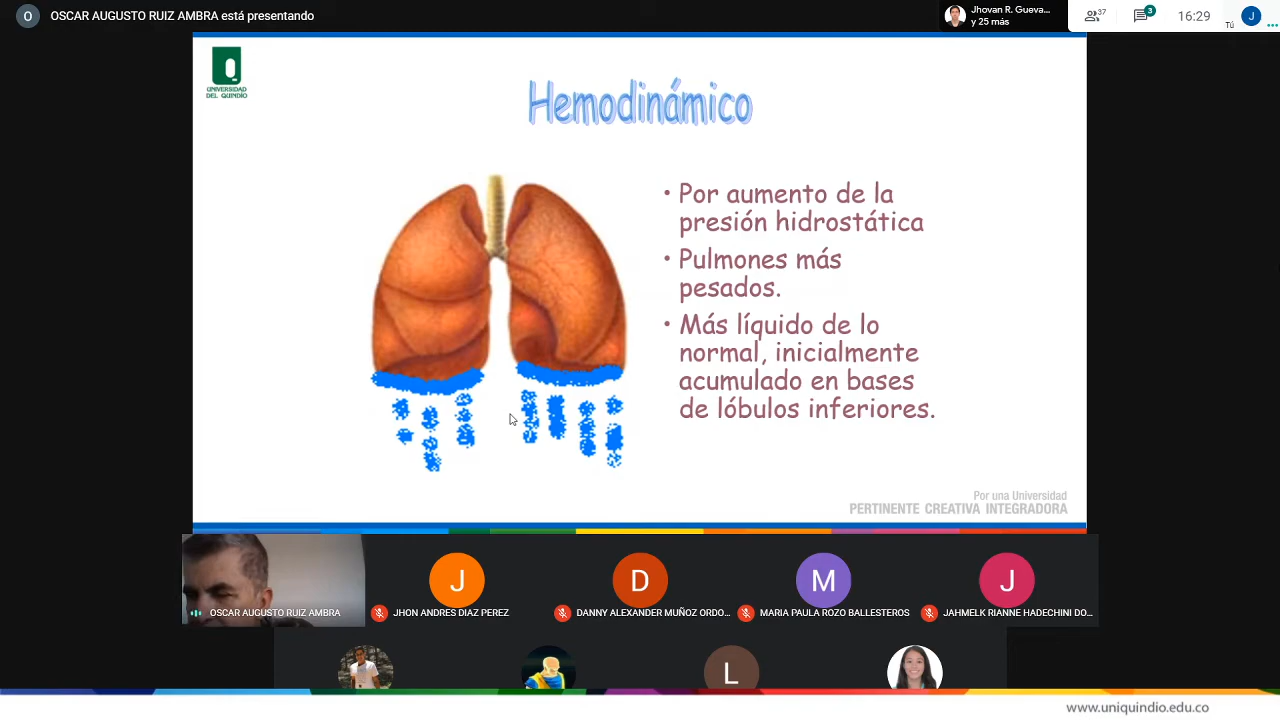 O
OSCAR AUGUSTO RUIZ AMBRA está presentando
Jhovan R. Gueva...
y 25 más
37
3
16:29
Tú
J
UNIVERSIDAD
DEL QUINDÍO
Hemodinámico
• Por aumento de la
presión hidrostática
• Pulmones más
pesados.
• Más líquido de lo
normal, inicialmente
acumulado en bases
de lóbulos inferiores.
Por una Universidad
PERTINENTE CREATIVA INTEGRADORA
J
D
M
J
OSCAR AUGUSTO RUIZ AMBRA
JHON ANDRES DIAZ PEREZ
DANNY ALEXANDER MUÑOZ ORDO...
MARIA PAULA ROZO BALLESTEROS
JAHMELK RIANNE HADECHINI DO...
L
www.uniquindio.edu.co